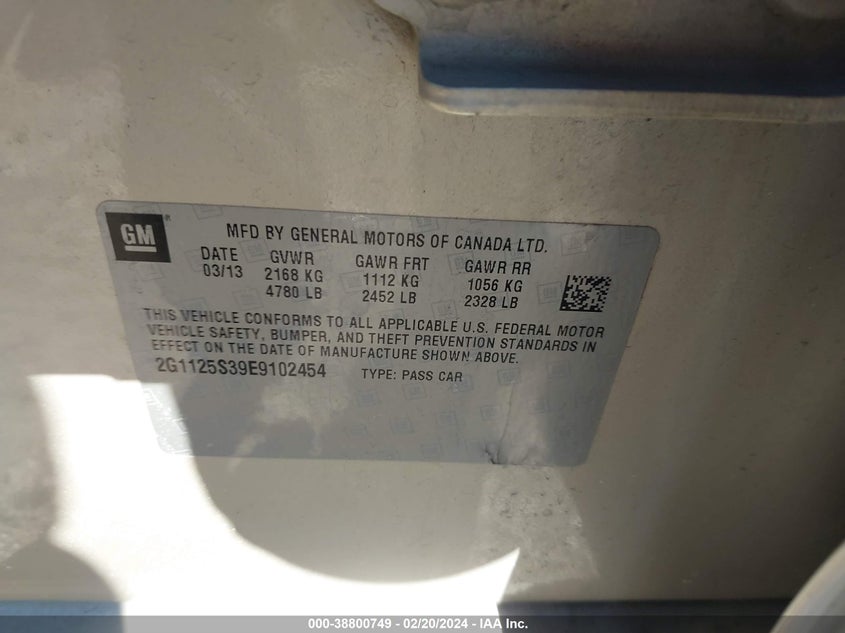 GM ®
MFD BY GENERAL MOTORS OF CANADA LTD.
DATE GVWR GAWR FRT GAWR RR
03/13 2168 KG 1112 KG 1056 KG
4780 LB 2452 LB 2328 LB
THIS VEHICLE CONFORMS TO ALL APPLICABLE U.S. FEDERAL MOTOR
VEHICLE SAFETY, BUMPER, AND THEFT PREVENTION STANDARDS IN
EFFECT ON THE DATE OF MANUFACTURE SHOWN ABOVE.
2G1125S39E9102454 TYPE: PASS CAR
000-38800749 - 02/20/2024 - IAA Inc.